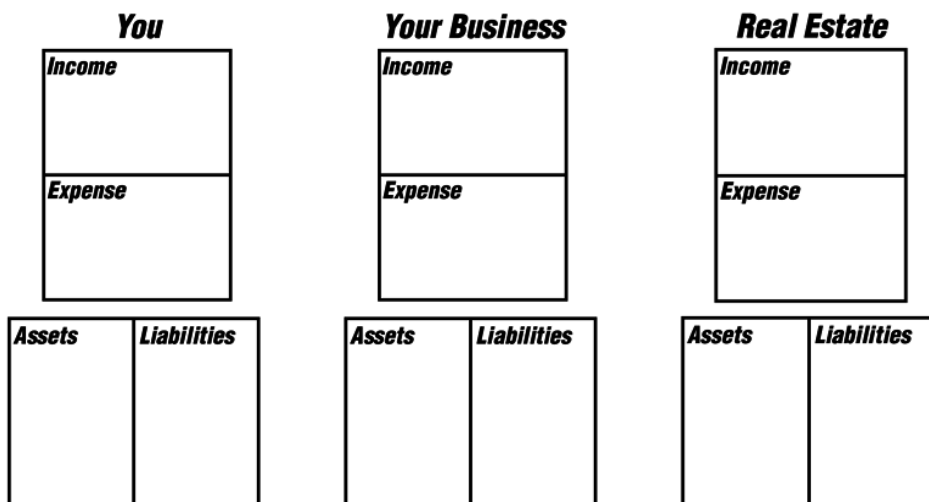 You
Your Business
Real Estate
Income
Income
Income
Expense
Expense
Expense
Assets
Liabilities
Assets
Liabilities
Assets
Liabilities